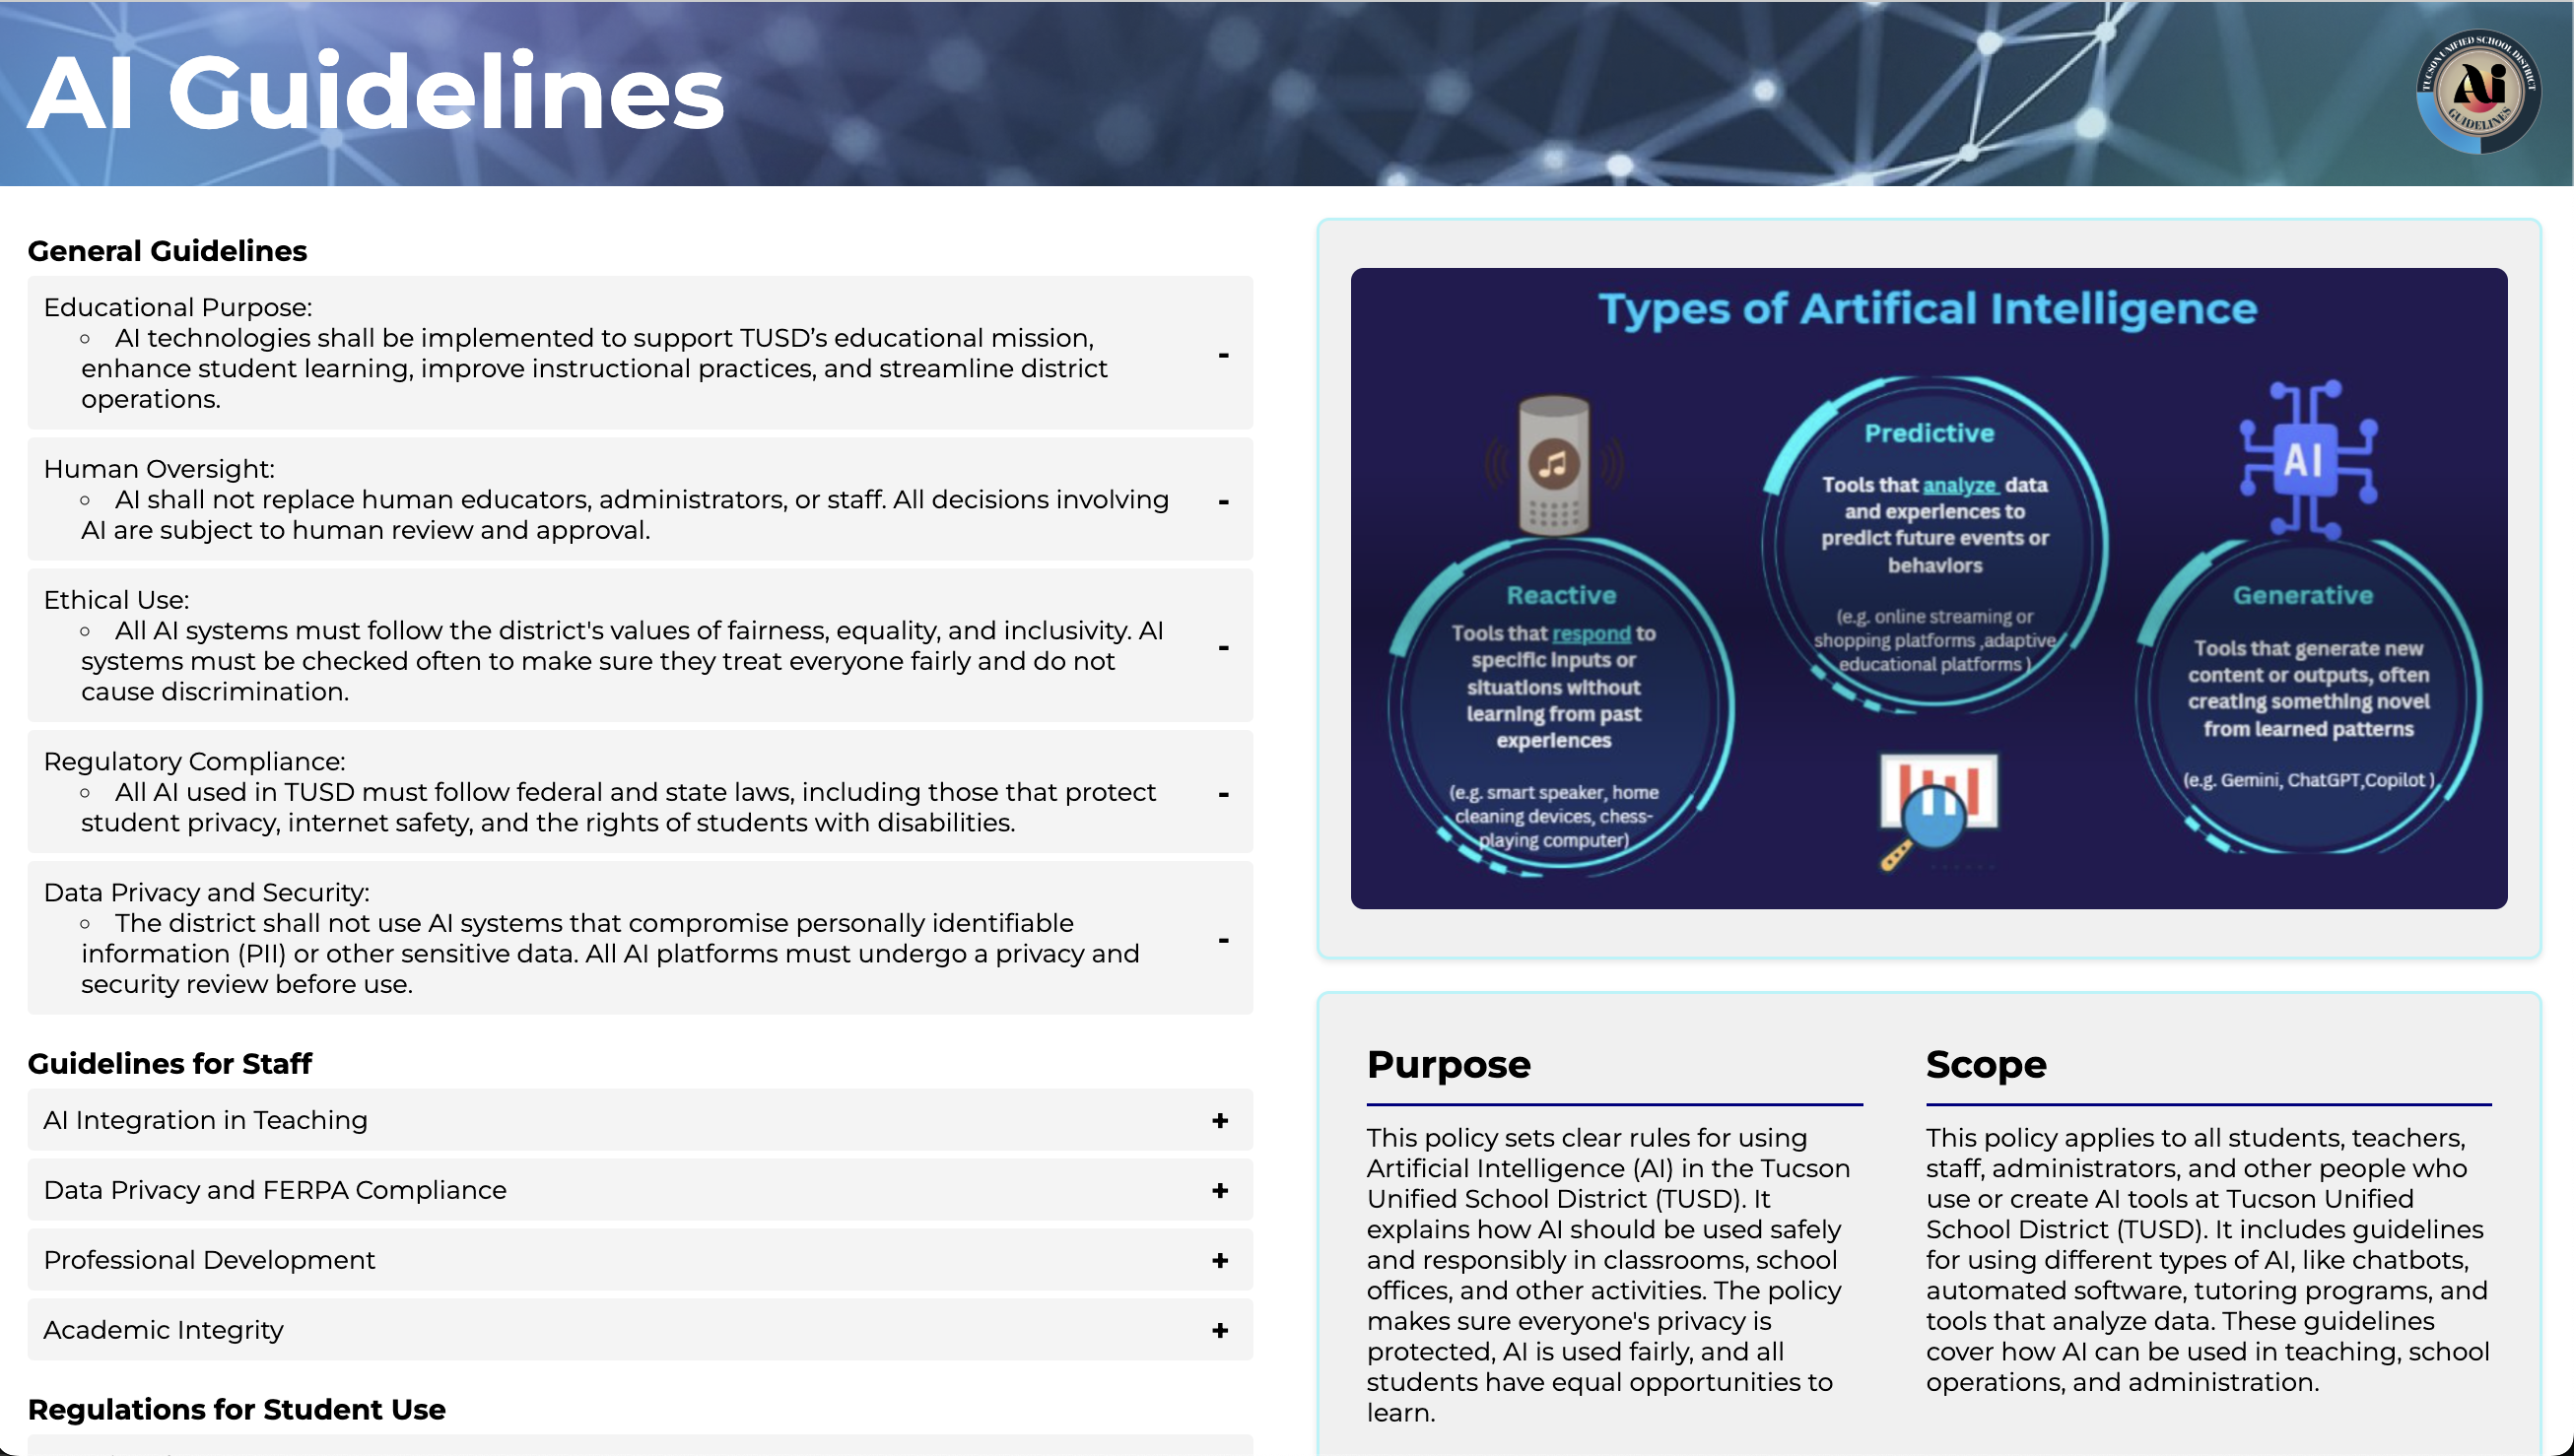 AI Guidelines
TUCSON UNIFIED SCHOOL DISTRICT
Ai
GUIDELINES
General Guidelines
Educational Purpose:
◦ AI technologies shall be implemented to support TUSD’s educational mission,
enhance student learning, improve instructional practices, and streamline district
operations.
-
Human Oversight:
◦ AI shall not replace human educators, administrators, or staff. All decisions involving
AI are subject to human review and approval.
-
Ethical Use:
◦ All AI systems must follow the district's values of fairness, equality, and inclusivity. AI
systems must be checked often to make sure they treat everyone fairly and do not
cause discrimination.
-
Regulatory Compliance:
◦ All AI used in TUSD must follow federal and state laws, including those that protect
student privacy, internet safety, and the rights of students with disabilities.
-
Data Privacy and Security:
◦ The district shall not use AI systems that compromise personally identifiable
information (PII) or other sensitive data. All AI platforms must undergo a privacy and
security review before use.
-
Guidelines for Staff
AI Integration in Teaching +
Data Privacy and FERPA Compliance +
Professional Development +
Academic Integrity +
Regulations for Student Use
Types of Artifical Intelligence
Reactive
Tools that respond to
specific inputs or
situations without
learning from past
experiences
(e.g. smart speaker, home
cleaning devices, chess-
playing computer)
Predictive
Tools that analyze data
and experiences to
predict future events or
behaviors
(e.g. online streaming or
shopping platforms ,adaptive
educational platforms )
AI
Generative
Tools that generate new
content or outputs, often
creating something novel
from learned patterns
(e.g. Gemini, ChatGPT,Copilot )
Purpose
This policy sets clear rules for using
Artificial Intelligence (AI) in the Tucson
Unified School District (TUSD). It
explains how AI should be used safely
and responsibly in classrooms, school
offices, and other activities. The policy
makes sure everyone's privacy is
protected, AI is used fairly, and all
students have equal opportunities to
learn.
Scope
This policy applies to all students, teachers,
staff, administrators, and other people who
use or create AI tools at Tucson Unified
School District (TUSD). It includes guidelines
for using different types of AI, like chatbots,
automated software, tutoring programs, and
tools that analyze data. These guidelines
cover how AI can be used in teaching, school
operations, and administration.